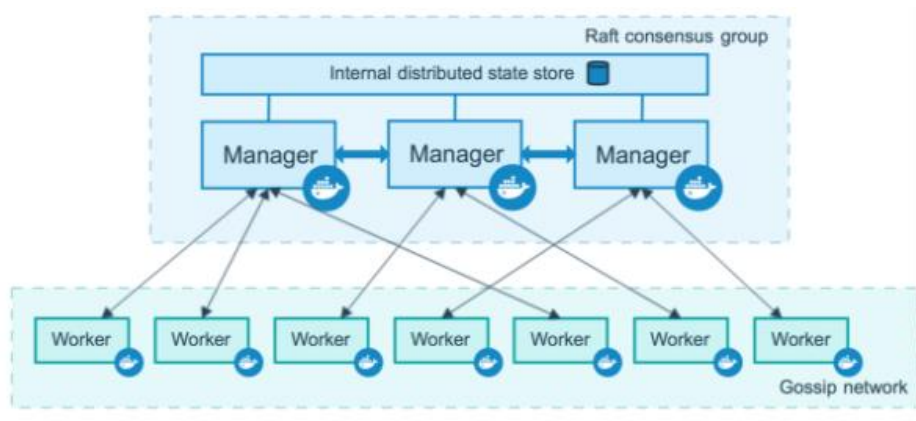 Raft consensus group
Internal distributed state store
Manager Manager Manager
Worker Worker Worker Worker Worker Worker Worker
Gossip network